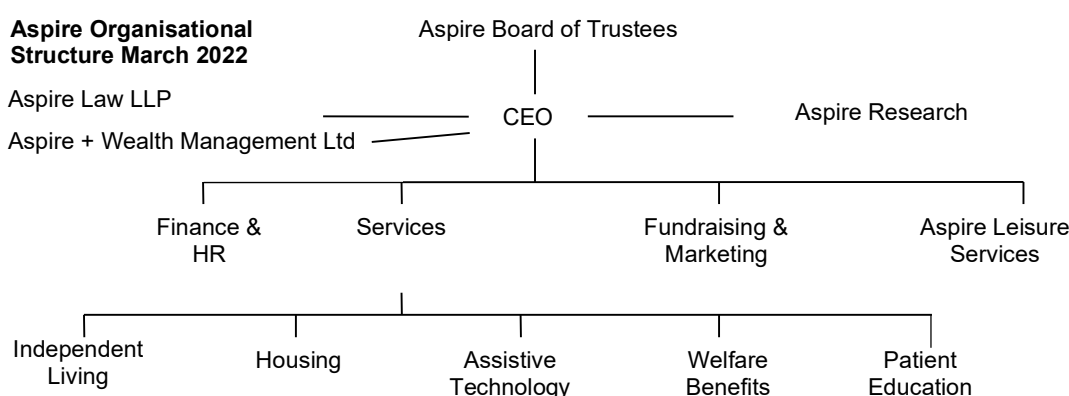 Aspire Organisational
Structure March 2022
Aspire Board of Trustees
Aspire Law LLP
CEO
Aspire Research
Aspire + Wealth Management Ltd
Finance &
HR
Services
Fundraising &
Marketing
Aspire Leisure
Services
Independent
Living
Housing
Assistive
Technology
Welfare
Benefits
Patient
Education